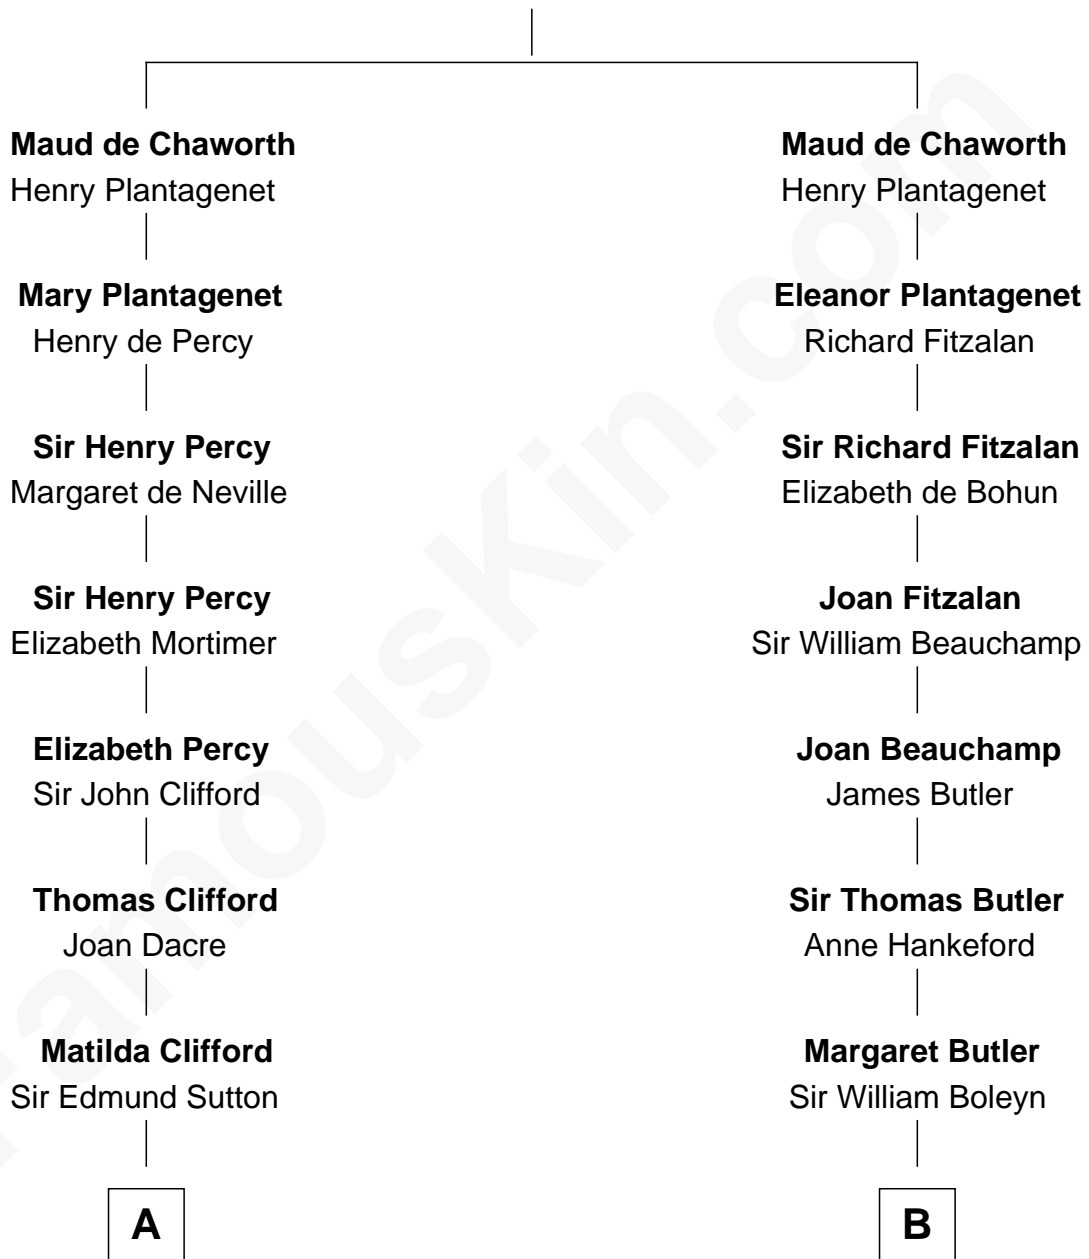 Maud de Chaworth
Henry Plantagenet
Mary Plantagenet
Henry de Percy
Sir Henry Percy
Margaret de Neville
Sir Henry Percy
Elizabeth Mortimer
Elizabeth Percy
Sir John Clifford
Thomas Clifford
Joan Dacre
Matilda Clifford
Sir Edmund Sutton
A
Maud de Chaworth
Henry Plantagenet
Eleanor Plantagenet
Richard Fitzalan
Sir Richard Fitzalan
Elizabeth de Bohun
Joan Fitzalan
Sir William Beauchamp
Joan Beauchamp
James Butler
Sir Thomas Butler
Anne Hankeford
Margaret Butler
Sir William Boleyn
B
FamousKin.com